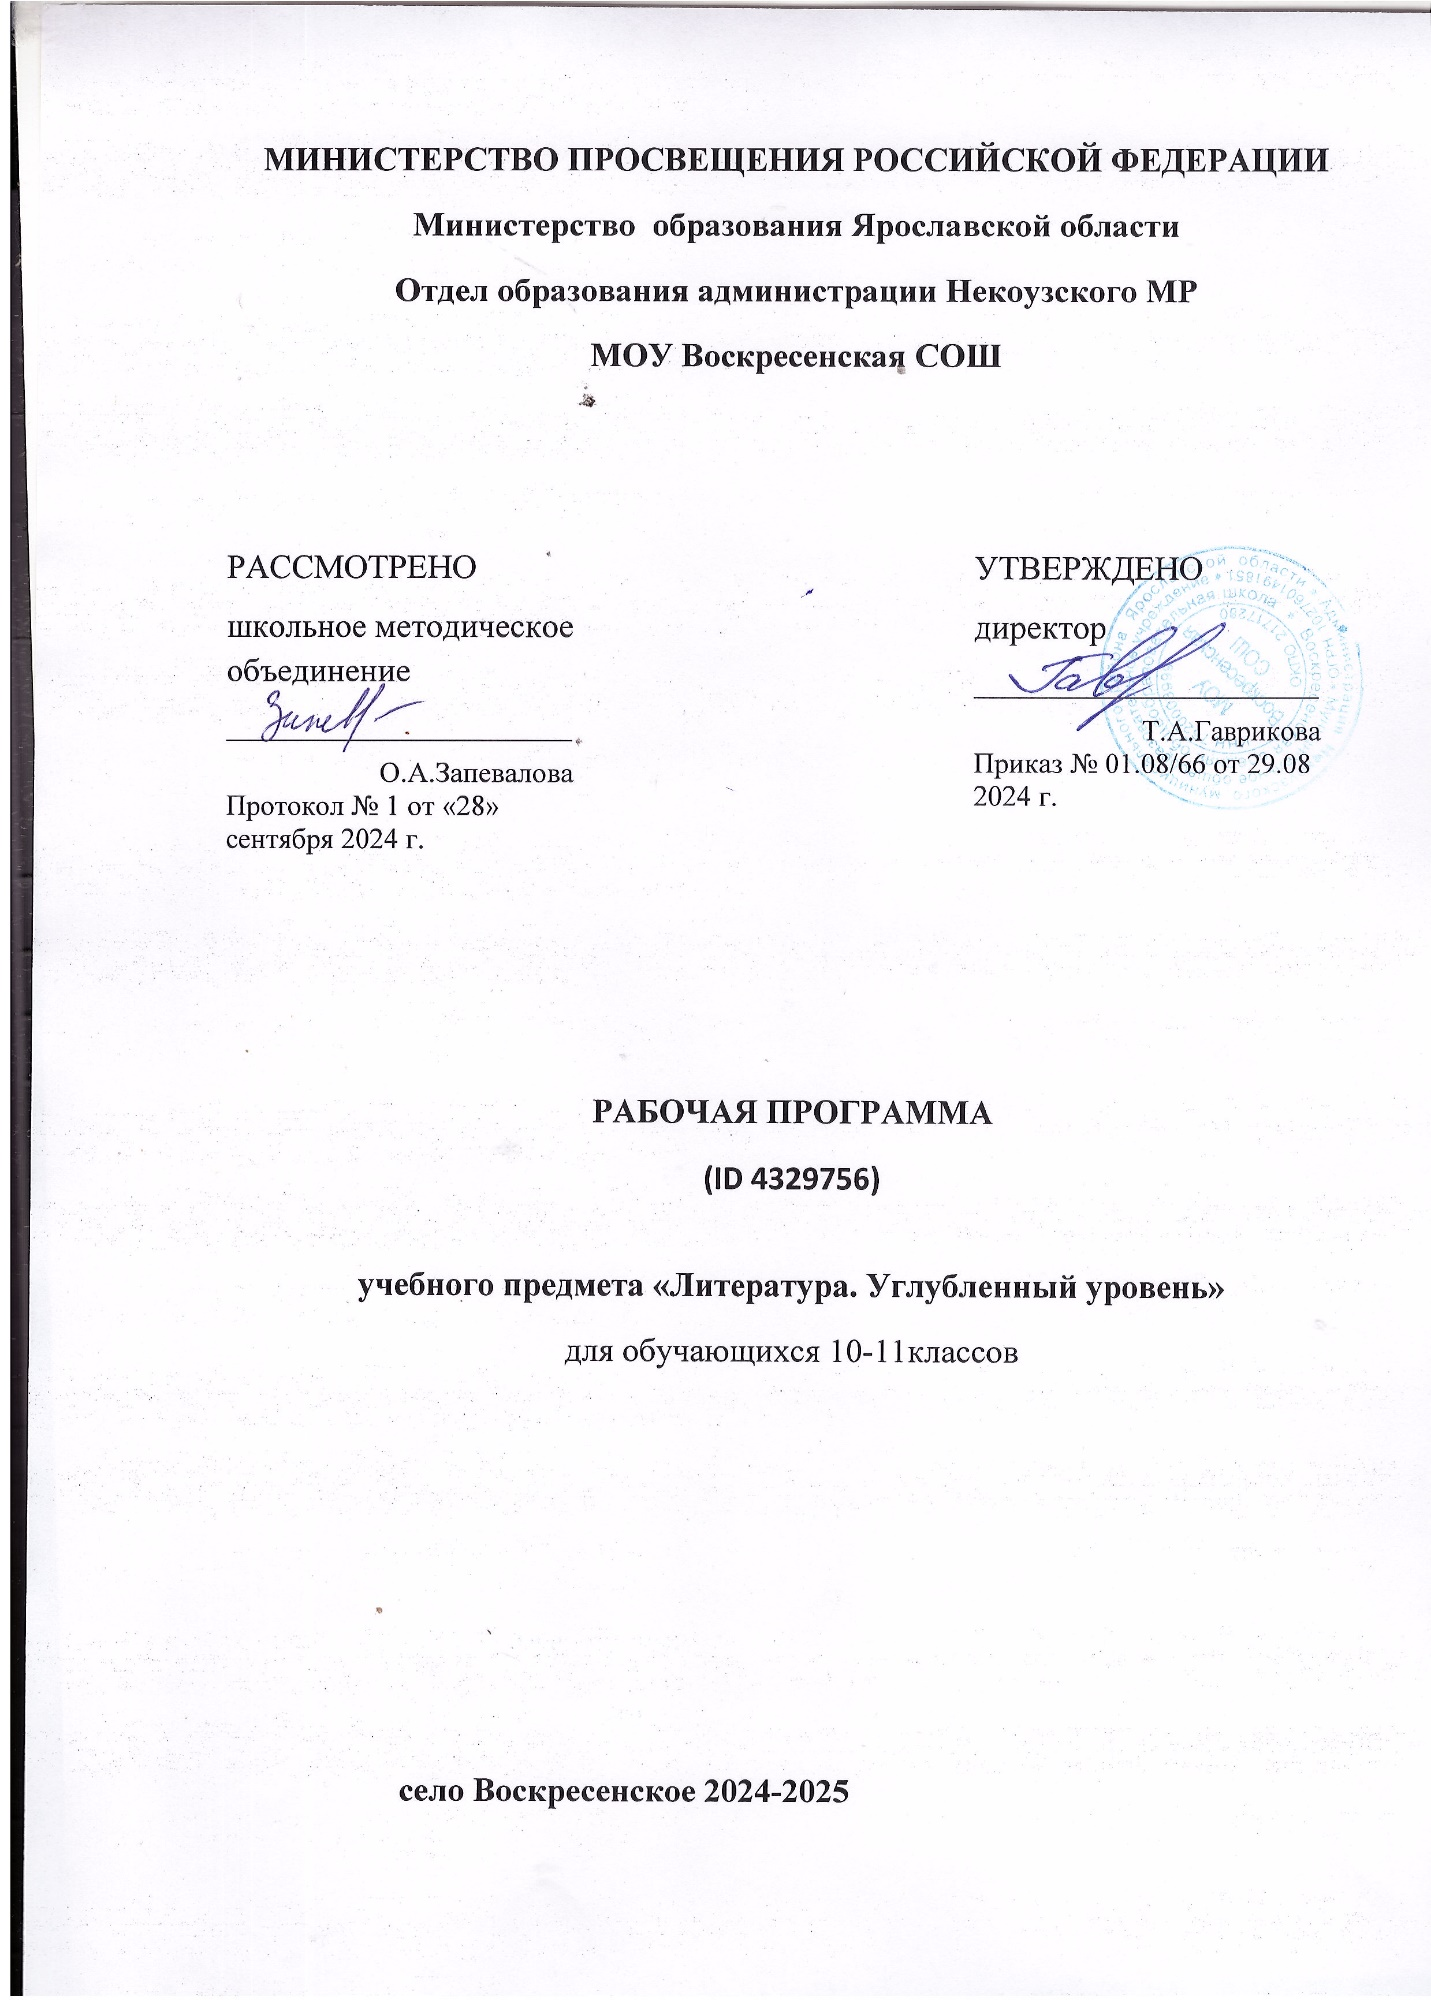 МИНИСТЕРСТВО ПРОСВЕЩЕНИЯ РОССИЙСКОЙ ФЕДЕРАЦИИ
Министерство образования Ярославской области
Отдел образования администрации Некоузского МР
МОУ Воскресенская СОШ
РАССМОТРЕНО
школьное методическое
объединение
О.А.Запевалова
Протокол № 1 от «28»
сентября 2024 г.
УТВЕРЖДЕНО
директор
Т.А.Гаврикова
Приказ № 01.08/66 от 29.08
2024 г.
МОУ
Воскресенская
СОШ
РАБОЧАЯ ПРОГРАММА
(ID 4329756)
учебного предмета «Литература. Углубленный уровень»
для обучающихся 10-11классов
село Воскресенское 2024-2025